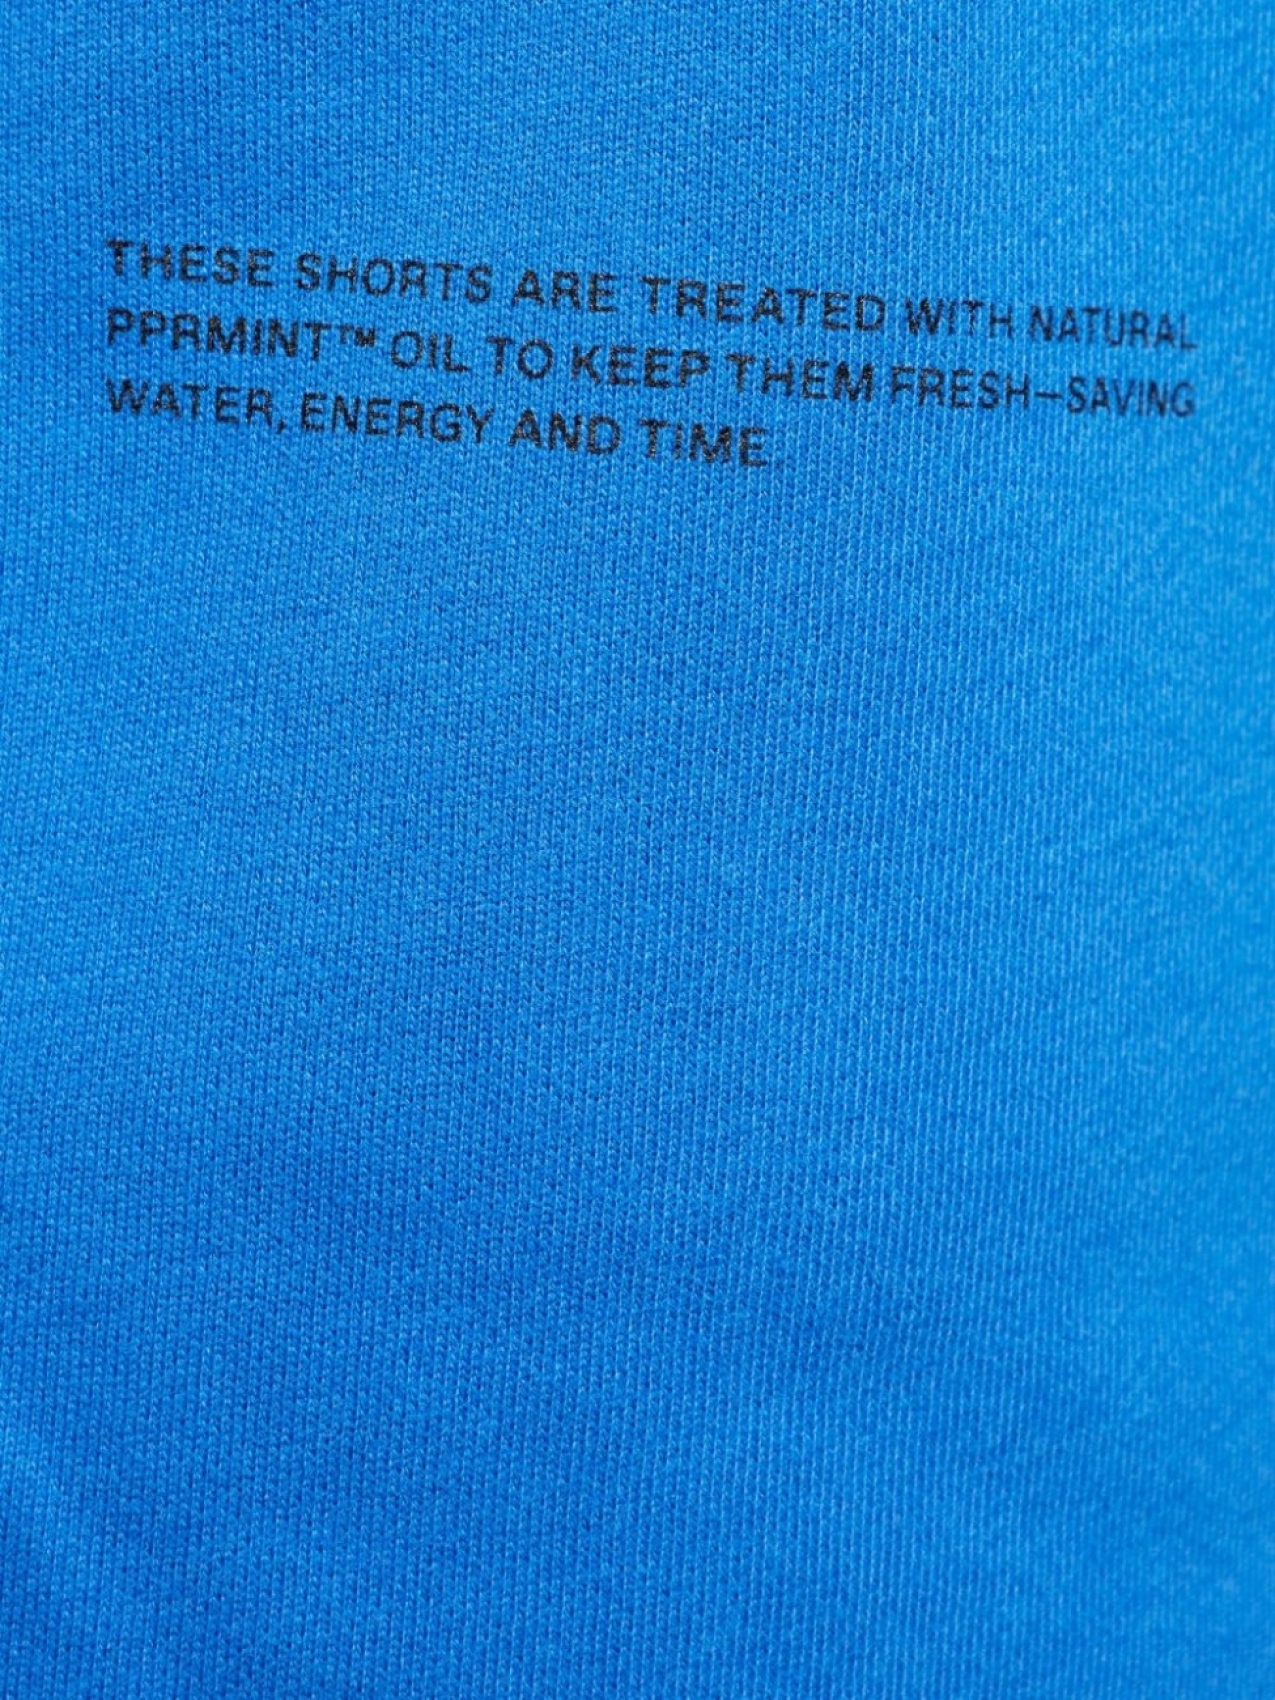 THESE SHORTS ARE TREATED WITH NATURAL
PPRMINT™ OIL TO KEEP THEM FRESH—SAVING
WATER, ENERGY AND TIME.